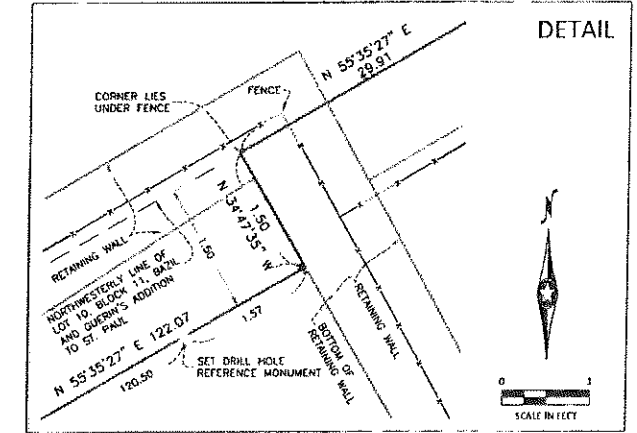 DETAIL
N 55°35'27" E
29.91
CORNER LIES
UNDER FENCE
FENCE
N 34°47'35" W
1.50
1.50
RETAINING WALL
NORTHWESTERLY LINE OF
LOT 10, BLOCK 11, BAZIL
AND GUERIN'S ADDITION
TO ST. PAUL
RETAINING WALL
BOTTOM OF
RETAINING WALL
1.57
N 55°35'27" E 122.07
120.50
SET DRILL HOLE
REFERENCE MONUMENT
N
0 1
SCALE IN FEET